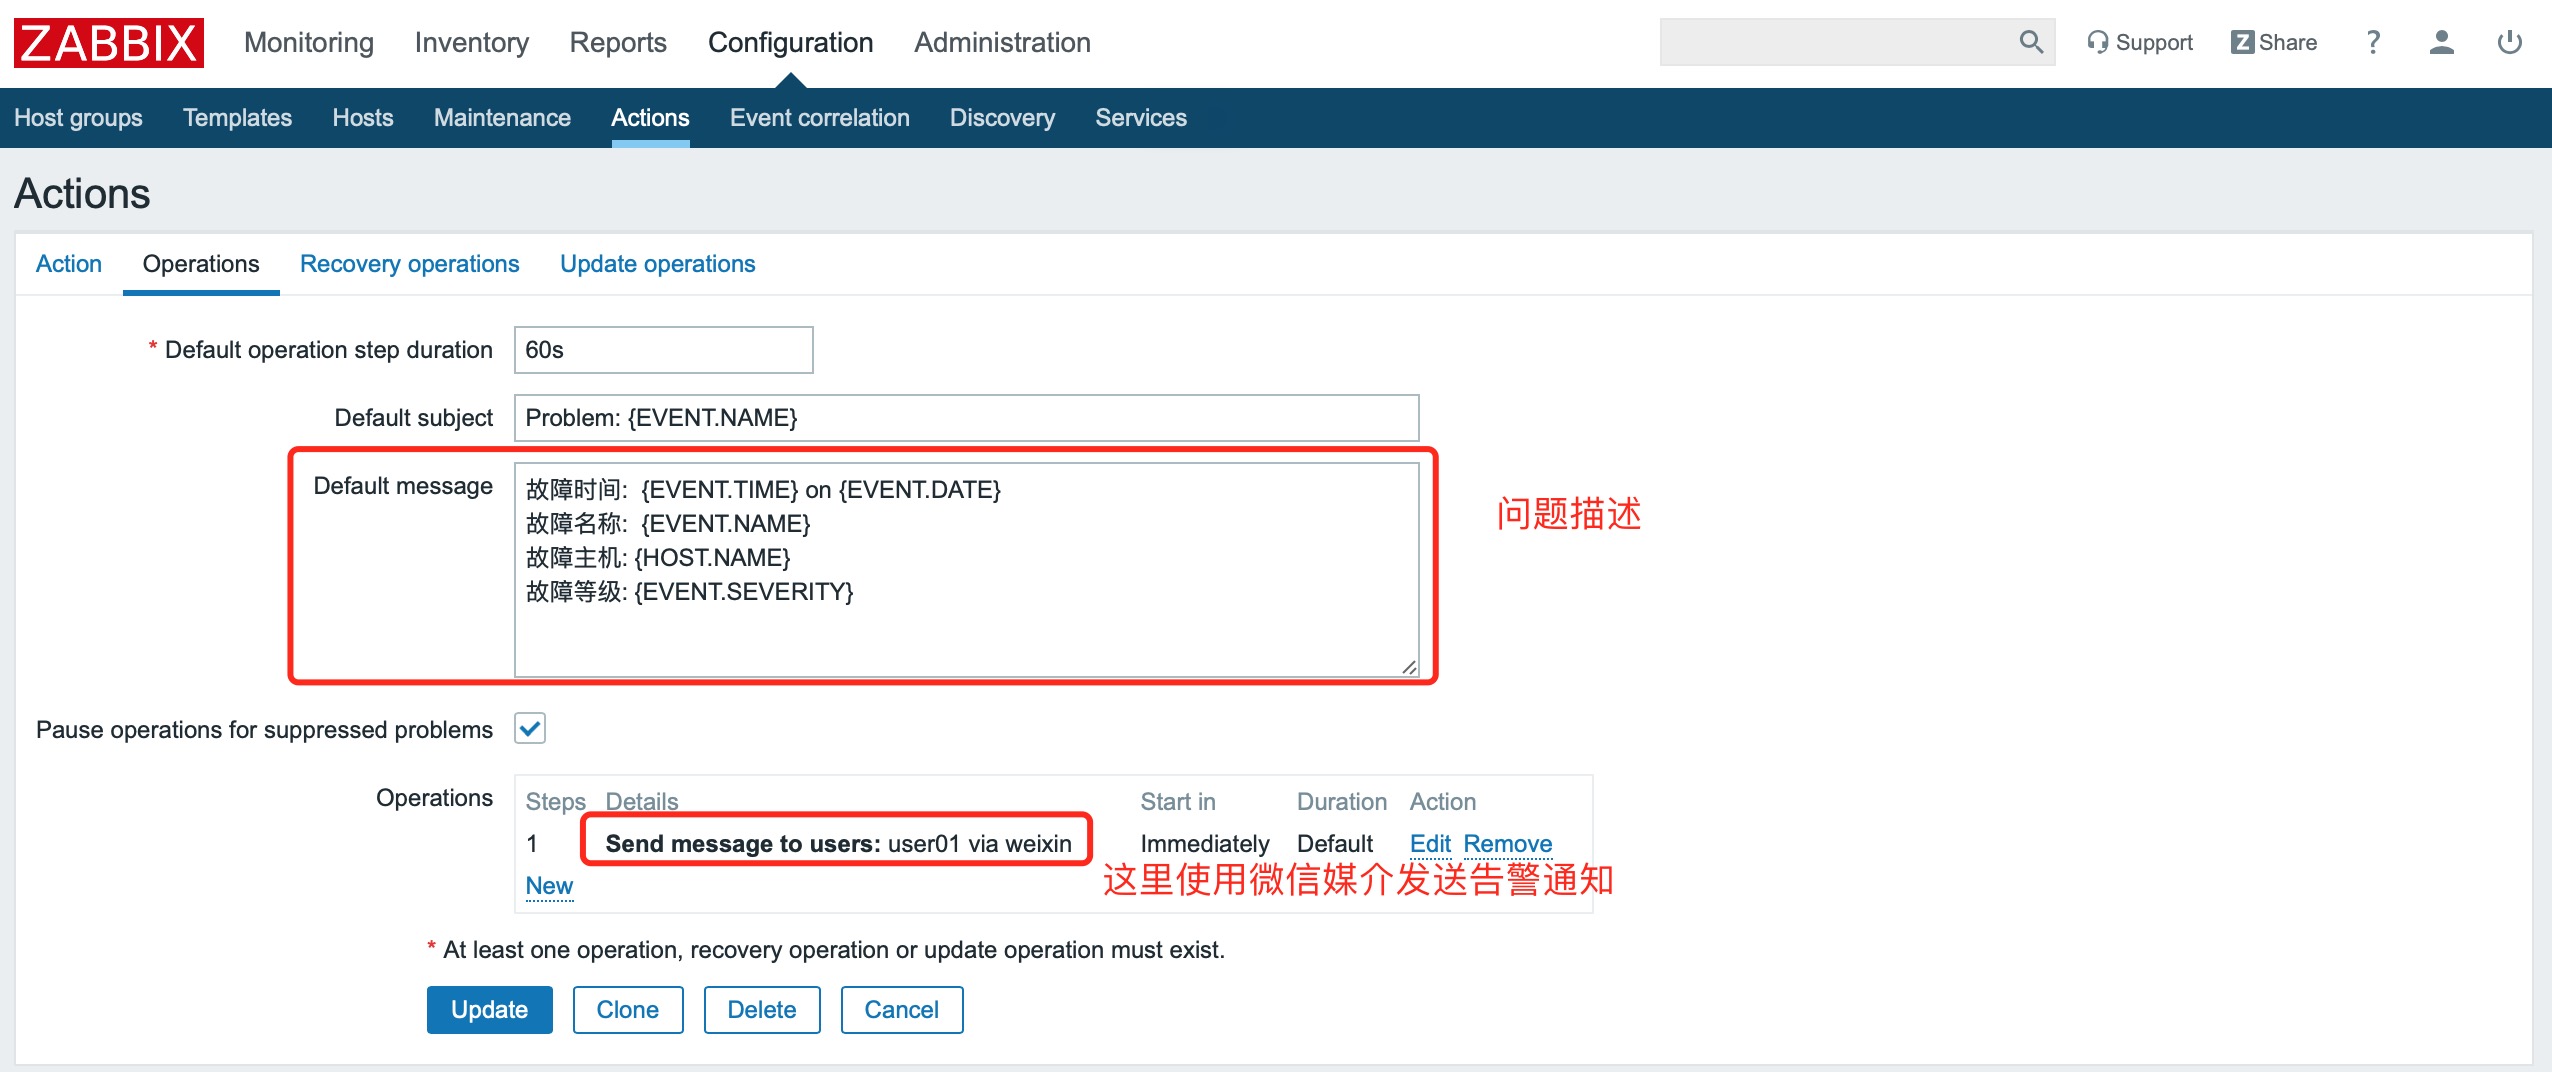 ZABBIX Monitoring Inventory Reports Configuration Administration Support Z Share ?
Host groups Templates Hosts Maintenance Actions Event correlation Discovery Services
Actions
Action Operations Recovery operations Update operations
* Default operation step duration 60s
Default subject Problem: {EVENT.NAME}
Default message 故障时间: {EVENT.TIME} on {EVENT.DATE}
故障名称: {EVENT.NAME}
故障主机: {HOST.NAME}
故障等级: {EVENT.SEVERITY}
问题描述
Pause operations for suppressed problems
Operations Steps Details Start in Duration Action
1 Send message to users: user01 via weixin Immediately Default Edit Remove
New 这里使用微信媒介发送告警通知
* At least one operation, recovery operation or update operation must exist.
Update Clone Delete Cancel